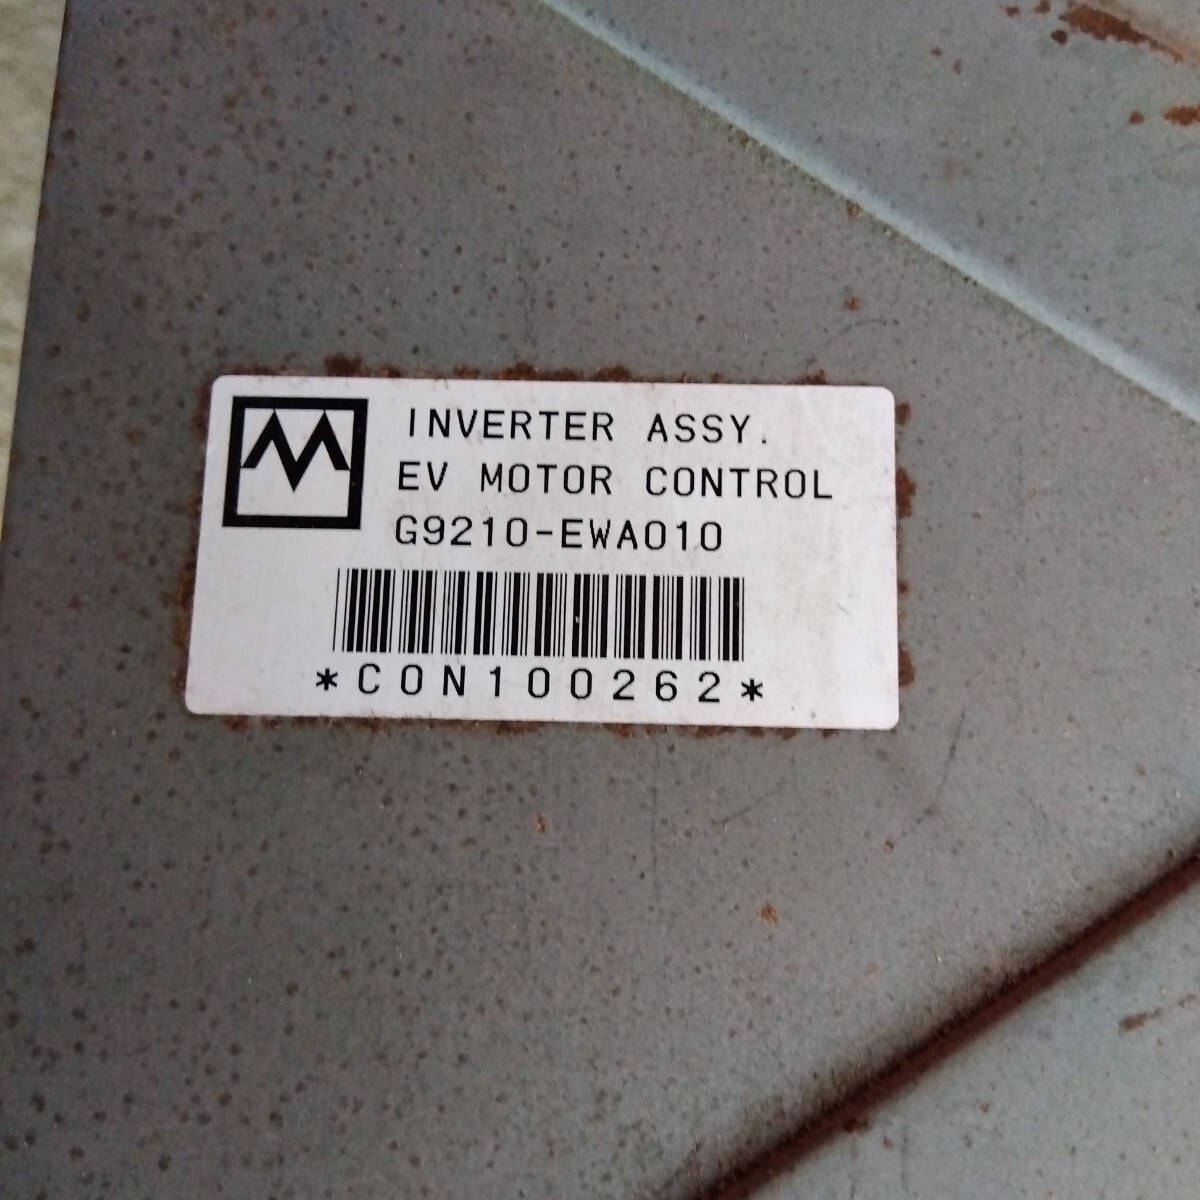 INVERTER ASSY.
EV MOTOR CONTROL
G9210-EWA010
*CON100262*